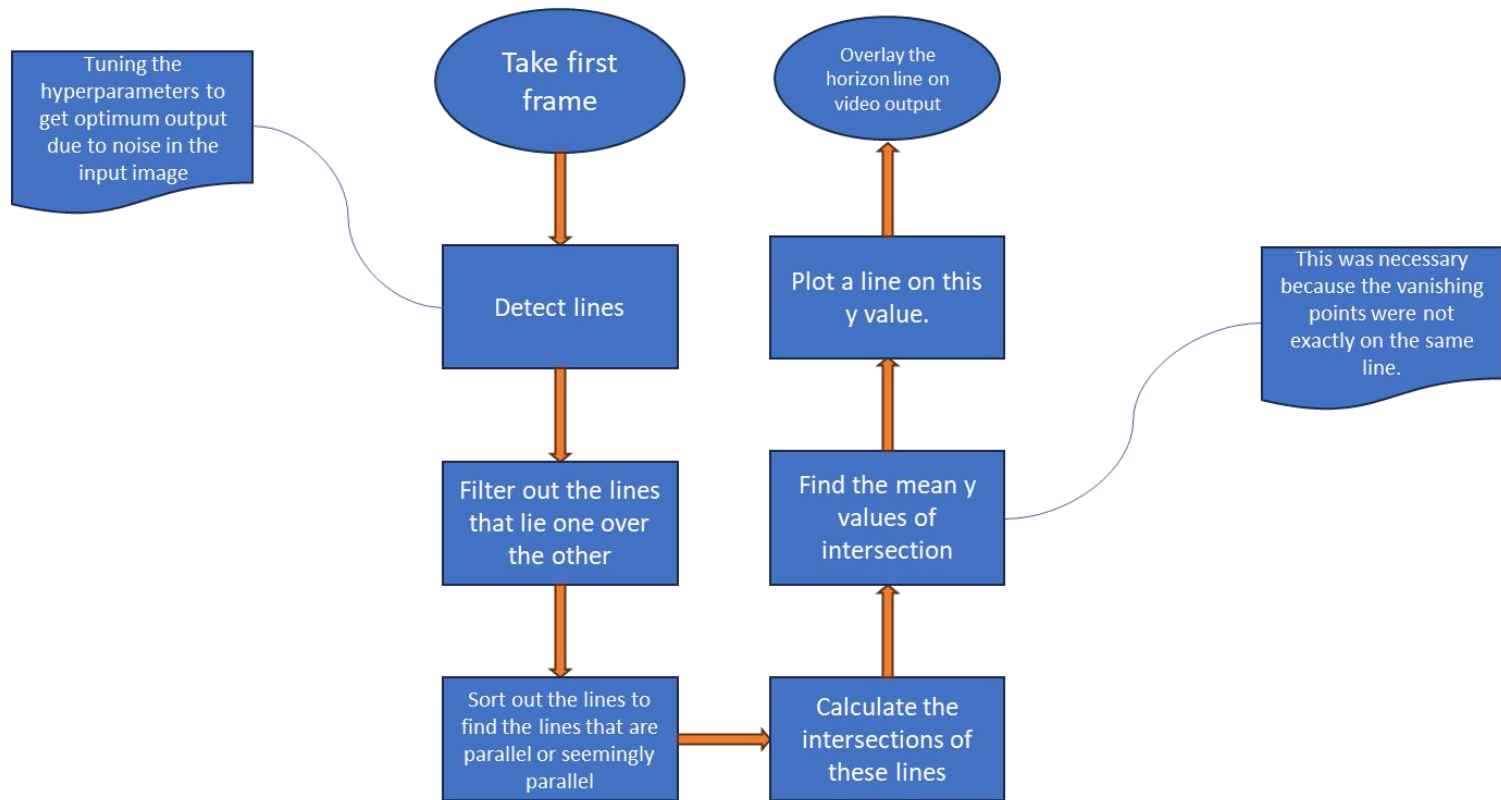 Tuning the
hyperparameters to
get optimum output
due to noise in the
input image
Take first
frame
Detect lines
Filter out the lines
that lie one over
the other
Sort out the lines to
find the lines that are
parallel or seemingly
parallel
Calculate the
intersections of
these lines
Find the mean y
values of
intersection
This was necessary
because the vanishing
points were not
exactly on the same
line.
Plot a line on this
y value.
Overlay the
horizon line on
video output